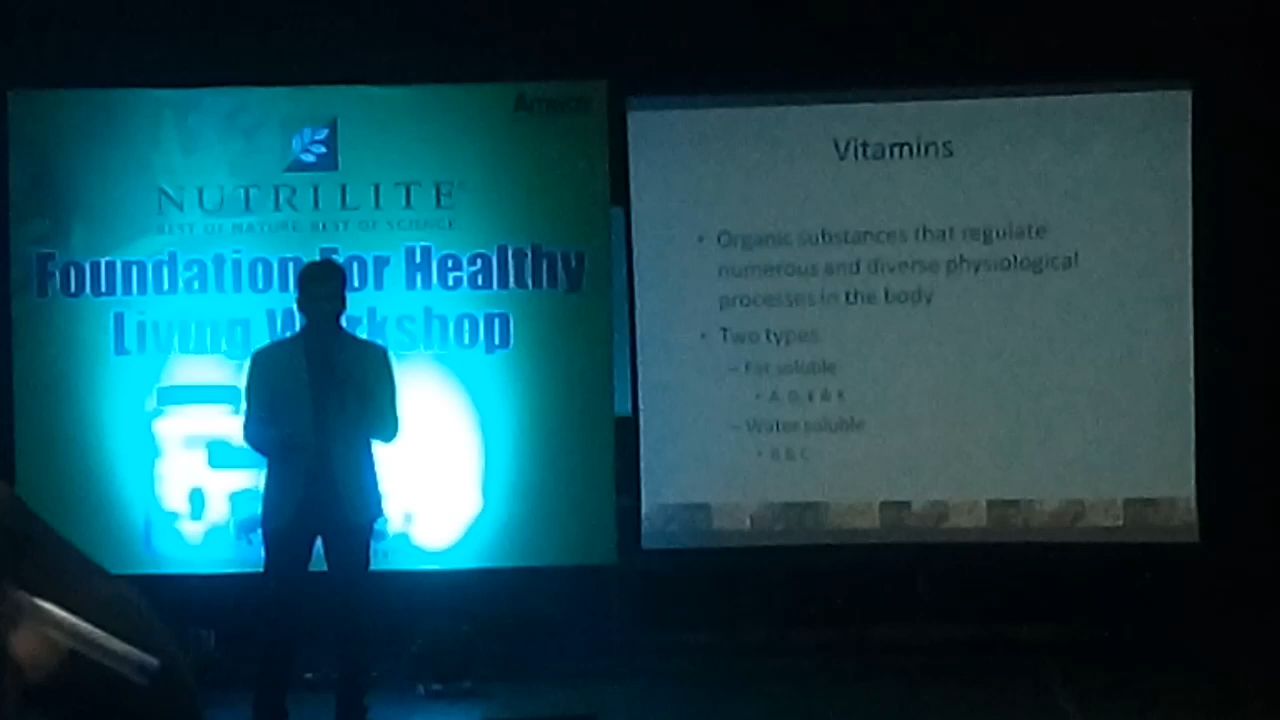 Amway
NUTRILITE
BEST OF NATURE. BEST OF SCIENCE.
Foundation For Healthy
Living Workshop
Vitamins
• Organic substances that regulate
numerous and diverse physiological
processes in the body
• Two types
– Fat soluble
• A, D, E & K
– Water soluble
• B & C